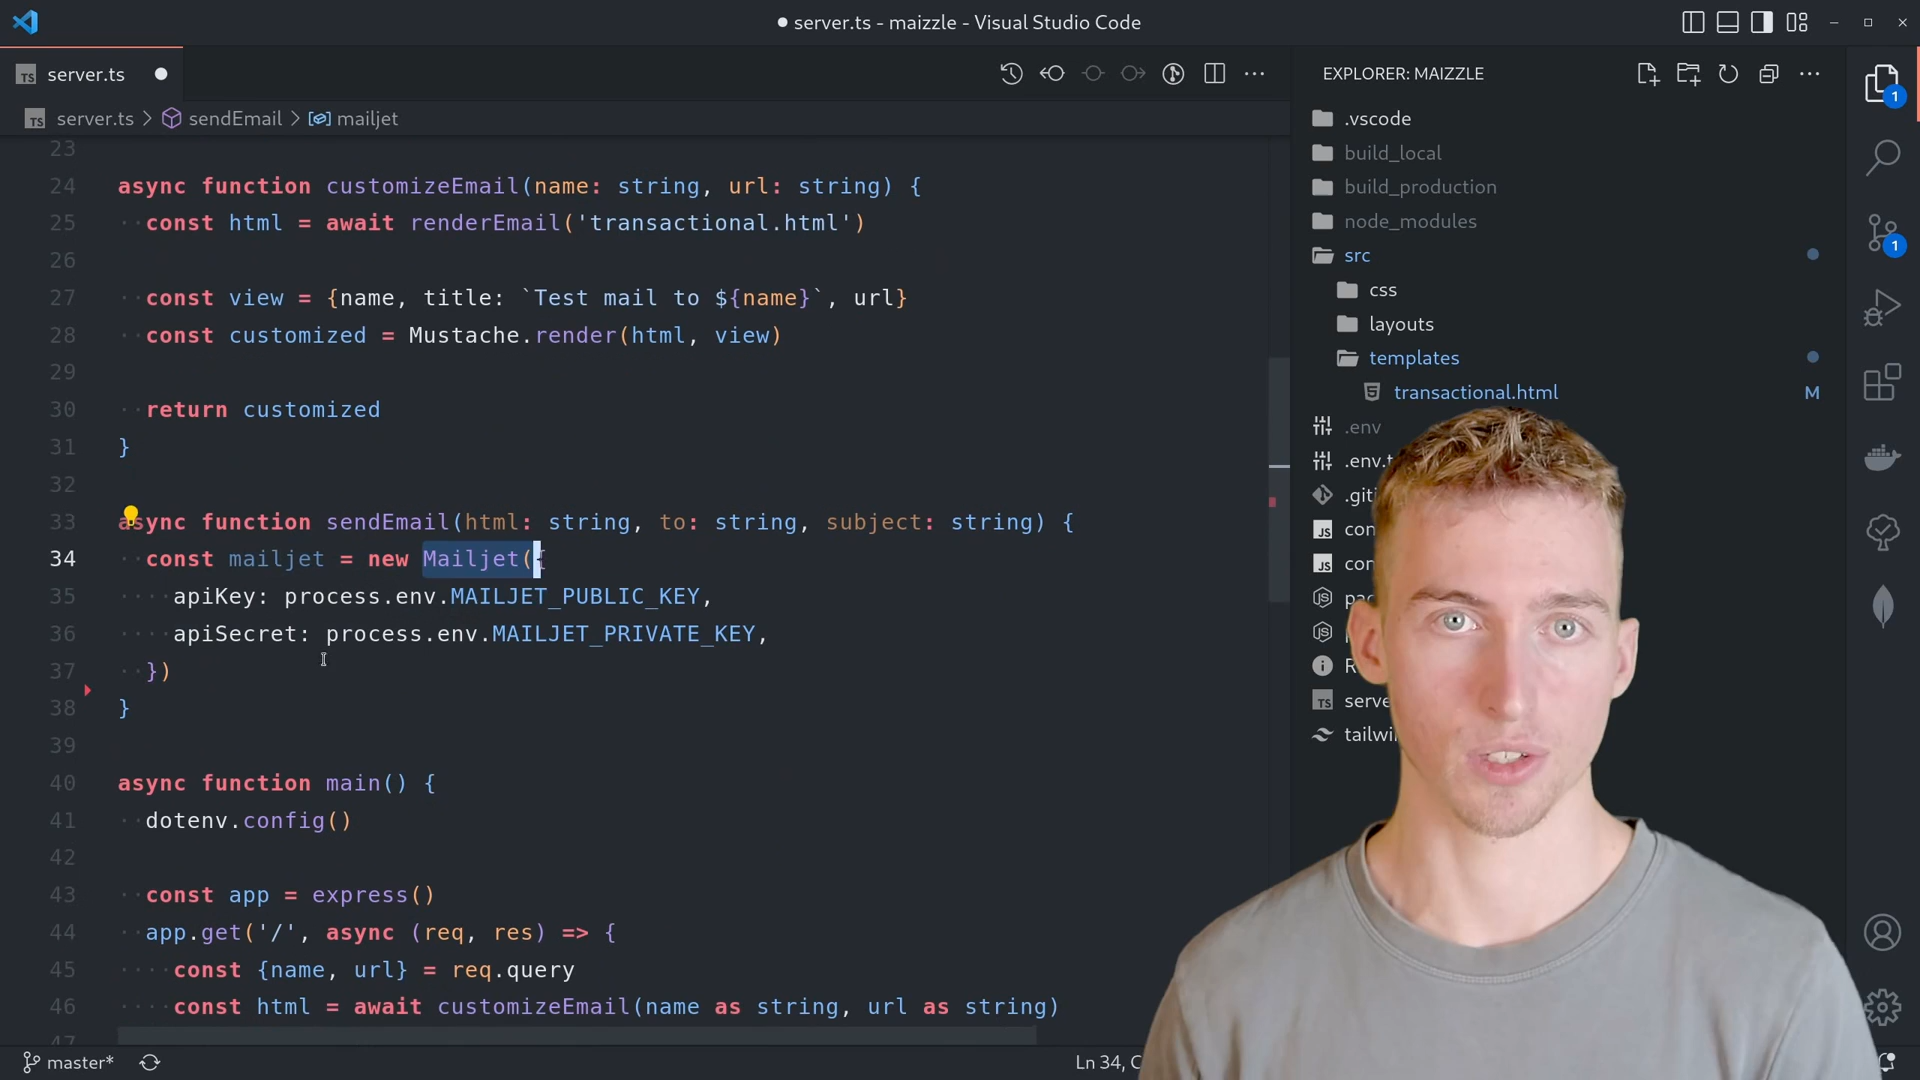 server.ts - maizzle - Visual Studio Code
server.ts
EXPLORER: MAIZZLE
server.ts > sendEmail > mailjet
23
24 async function customizeEmail(name: string, url: string) {
25 const html = await renderEmail('transactional.html')
26
27 const view = {name, title: `Test mail to ${name}`, url}
28 const customized = Mustache.render(html, view)
29
30 return customized
31 }
32
33 async function sendEmail(html: string, to: string, subject: string) {
34 const mailjet = new Mailjet({
35 apiKey: process.env.MAILJET_PUBLIC_KEY,
36 apiSecret: process.env.MAILJET_PRIVATE_KEY,
37 })
38 }
39
40 async function main() {
41 dotenv.config()
42
43 const app = express()
44 app.get('/', async (req, res) => {
45 const {name, url} = req.query
46 const html = await customizeEmail(name as string, url as string)
47
.vscode
build_local
build_production
node_modules
src
css
layouts
templates
transactional.html M
.env
.env.t
.giti
JS con
JS con
pa
R
TS serve
tailwi
1
1
master*
Ln 34, C